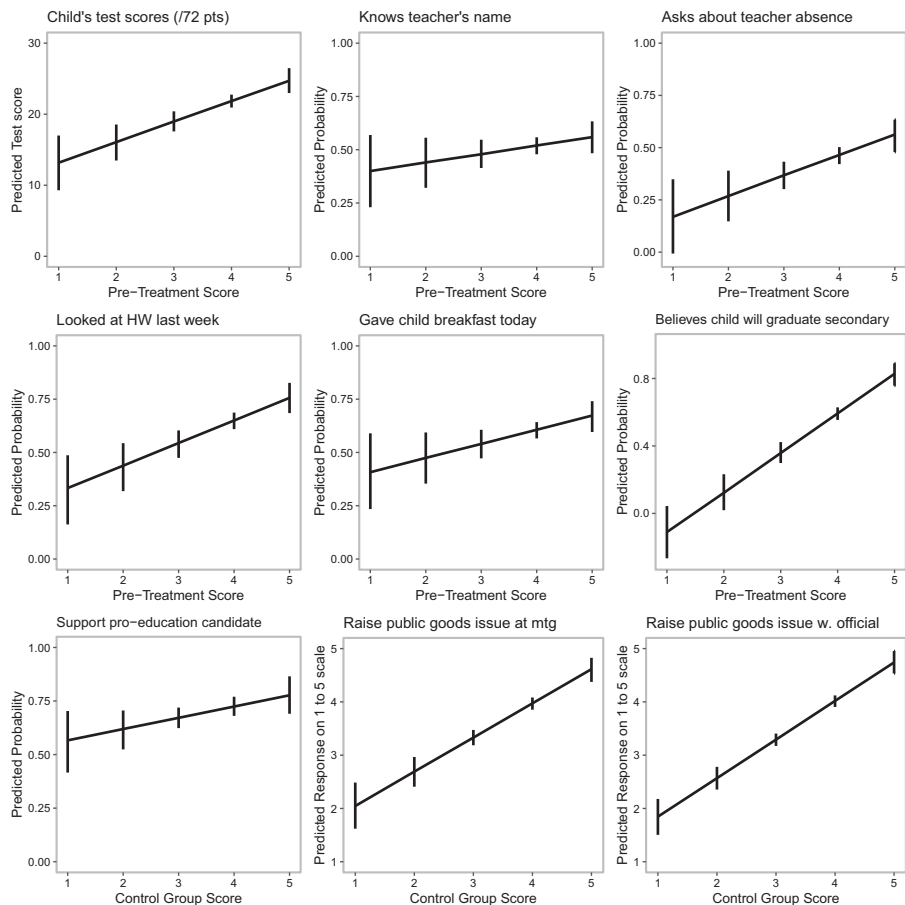 Child's test scores (/72 pts)
Predicted Test score
30
20
10
0
1 2 3 4 5
Pre−Treatment Score
Knows teacher's name
Predicted Probability
1.00
0.75
0.50
0.25
0.00
1 2 3 4 5
Pre−Treatment Score
Asks about teacher absence
Predicted Probability
1.00
0.75
0.50
0.25
0.00
1 2 3 4 5
Pre−Treatment Score
Looked at HW last week
Predicted Probability
1.00
0.75
0.50
0.25
0.00
1 2 3 4 5
Pre−Treatment Score
Gave child breakfast today
Predicted Probability
1.00
0.75
0.50
0.25
0.00
1 2 3 4 5
Pre−Treatment Score
Believes child will graduate secondary
Predicted Probability
0.8
0.4
0.0
1 2 3 4 5
Pre−Treatment Score
Support pro-education candidate
Predicted Probability
1.00
0.75
0.50
0.25
0.00
1 2 3 4 5
Control Group Score
Raise public goods issue at mtg
Predicted Response on 1 to 5 scale
5
4
3
2
1
1 2 3 4 5
Control Group Score
Raise public goods issue w. official
Predicted Response on 1 to 5 scale
5
4
3
2
1
1 2 3 4 5
Control Group Score